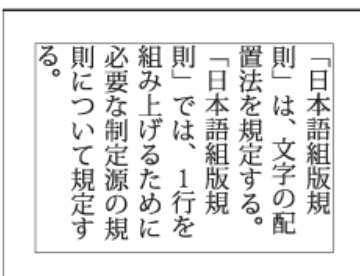 「日本語組版規
則」は、文字の配
置法を規定する。
「日本語組版規
則」では、1行を
組み上げるために
必要な制定源の規
則について規定す
る。